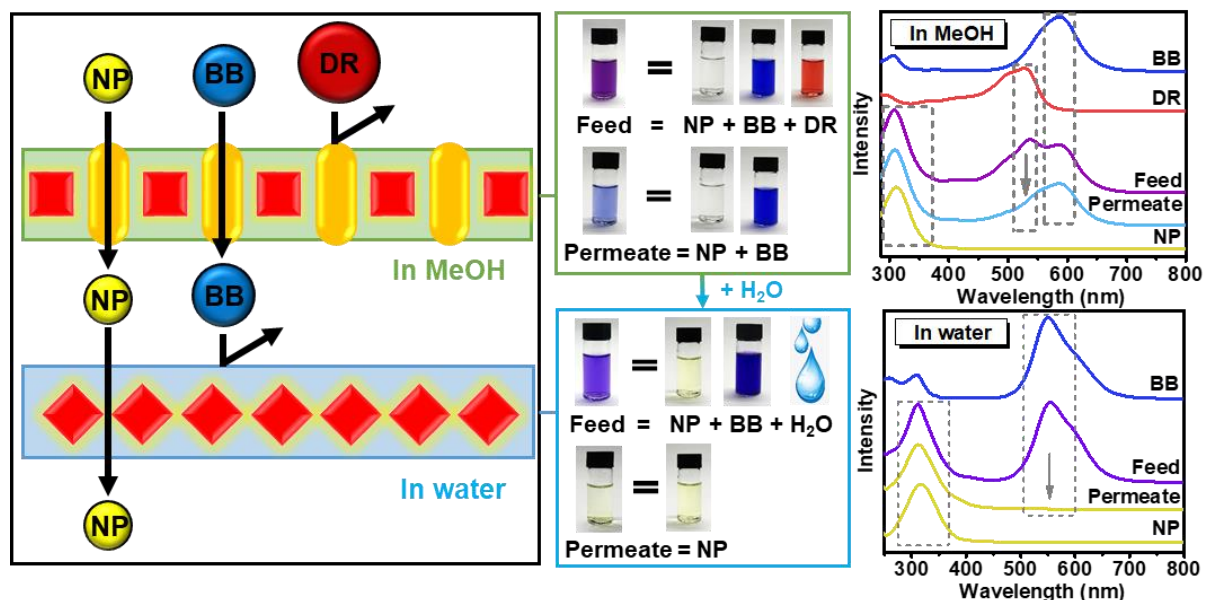 NP
BB
DR
In MeOH
NP
BB
In water
NP
=
Feed = NP + BB + DR
=
Permeate = NP + BB
+ H₂O
=
Feed = NP + BB + H₂O
=
Permeate = NP
In MeOH
BB
DR
Feed
Permeate
NP
Intensity
300 400 500 600 700 800
Wavelength (nm)
In water
BB
Feed
Permeate
NP
Intensity
300 400 500 600 700 800
Wavelength (nm)